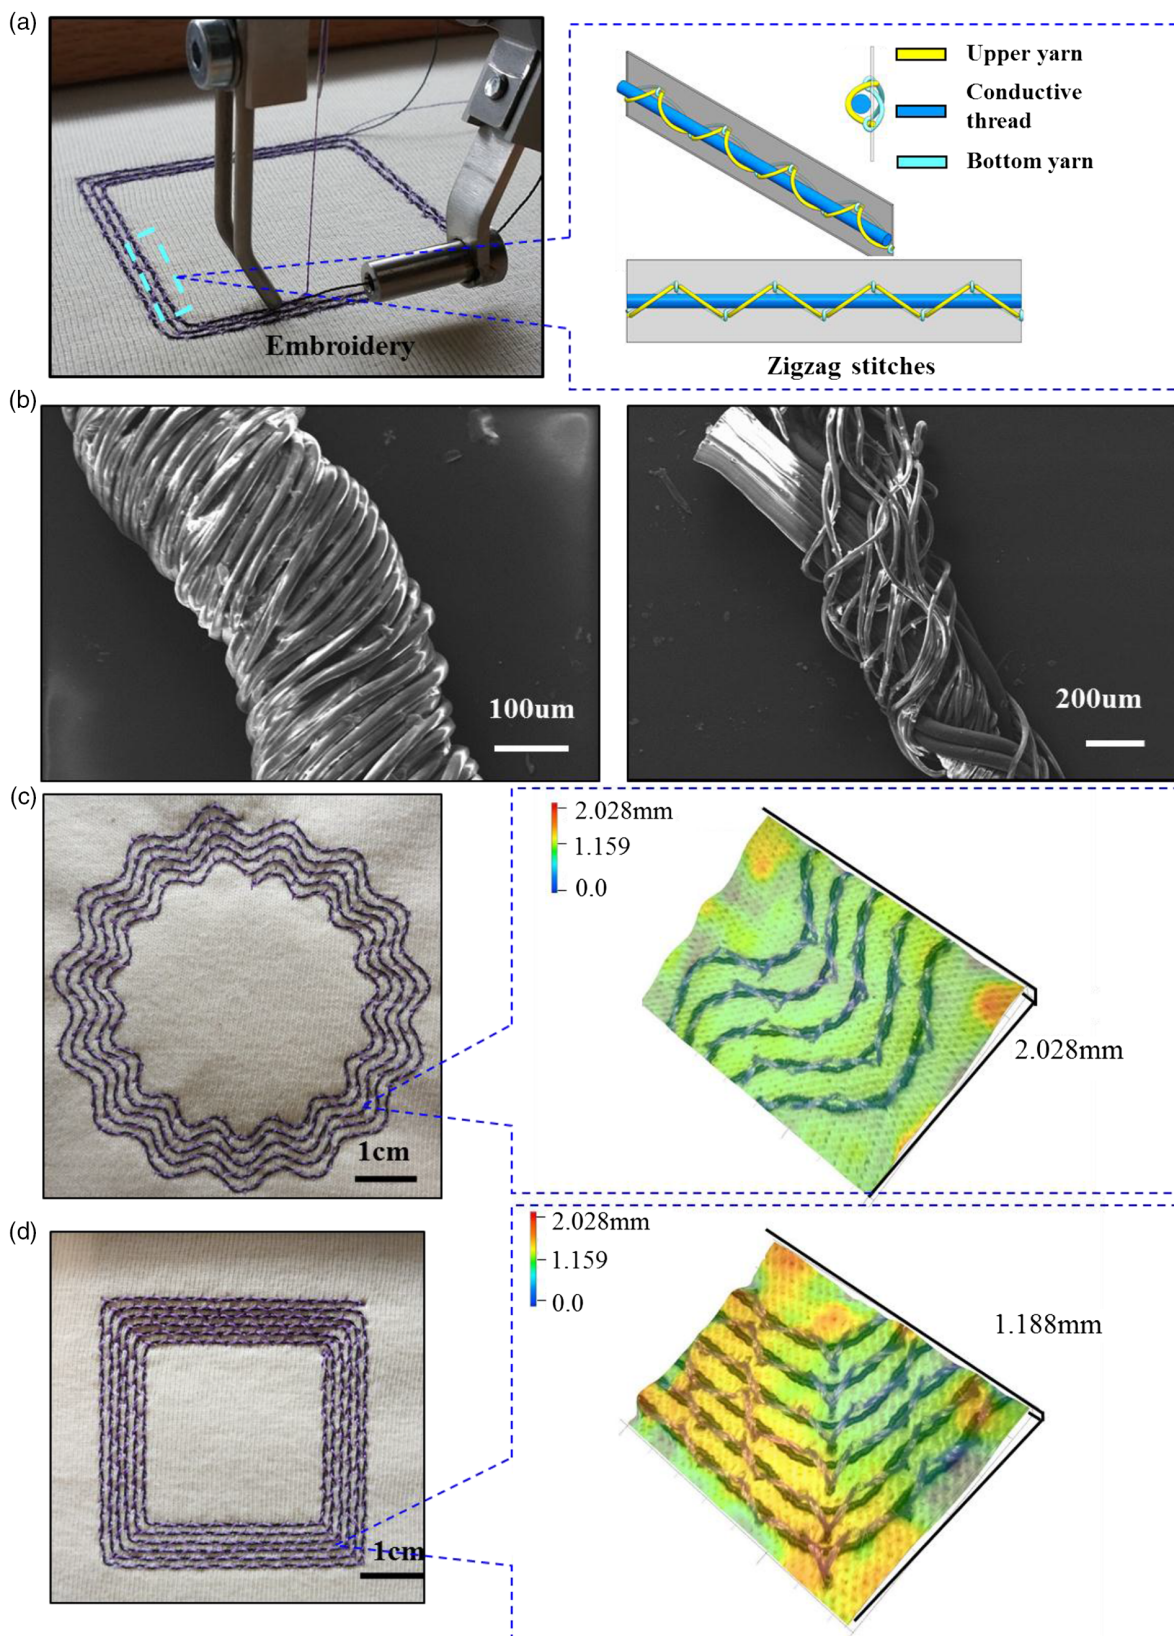 (a)
Upper yarn
Conductive
thread
Bottom yarn
Embroidery
Zigzag stitches
(b)
100um
200um
(c)
2.028mm
1.159
0.0
2.028mm
1cm
(d)
2.028mm
1.159
0.0
1.188mm
1cm